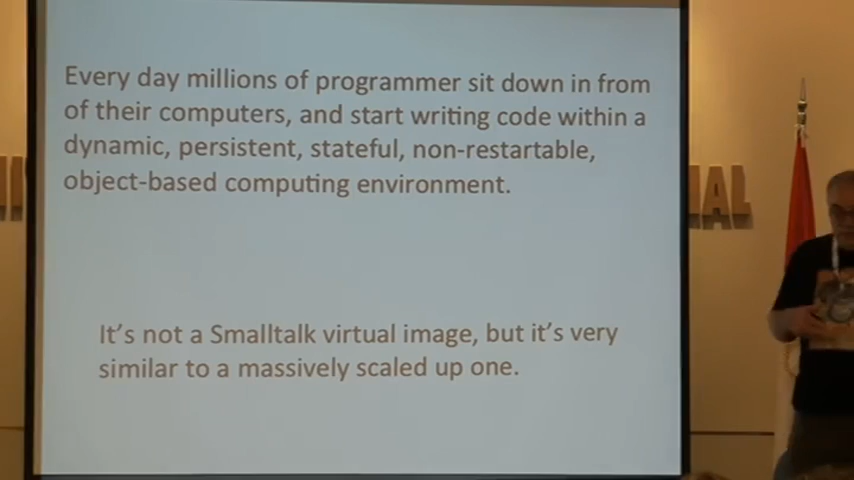 Every day millions of programmer sit down in from
of their computers, and start writing code within a
dynamic, persistent, stateful, non-restartable,
object-based computing environment.
It's not a Smalltalk virtual image, but it's very
similar to a massively scaled up one.